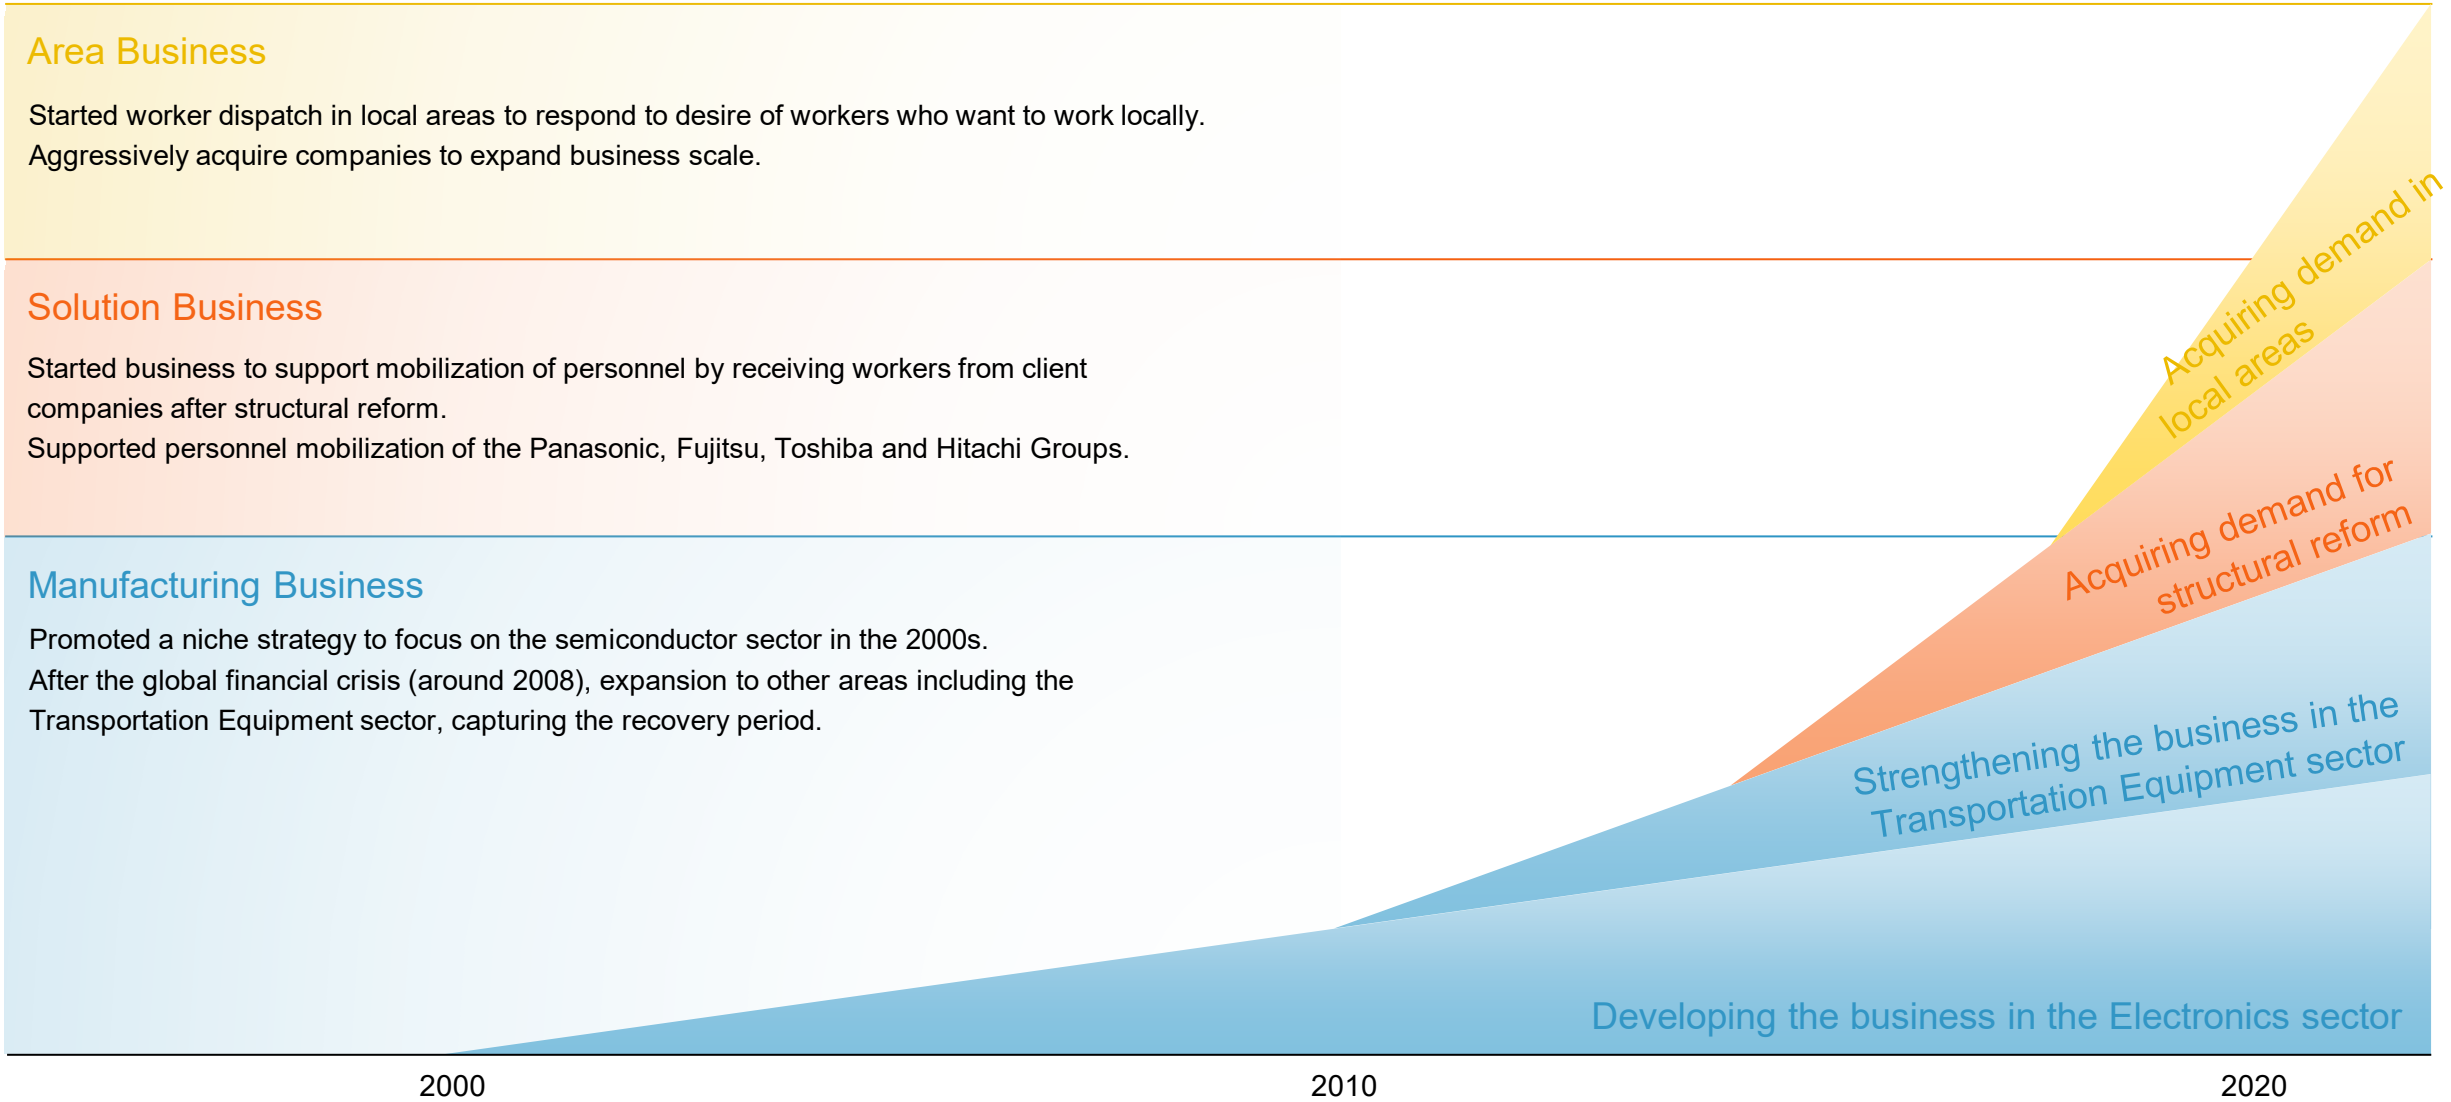 Area Business
Started worker dispatch in local areas to respond to desire of workers who want to work locally.
Aggressively acquire companies to expand business scale.
Acquiring demand in
local areas
Solution Business
Started business to support mobilization of personnel by receiving workers from client
companies after structural reform.
Supported personnel mobilization of the Panasonic, Fujitsu, Toshiba and Hitachi Groups.
Acquiring demand for
structural reform
Manufacturing Business
Promoted a niche strategy to focus on the semiconductor sector in the 2000s.
After the global financial crisis (around 2008), expansion to other areas including the
Transportation Equipment sector, capturing the recovery period.
Strengthening the business in the
Transportation Equipment sector
Developing the business in the Electronics sector
2000
2010
2020